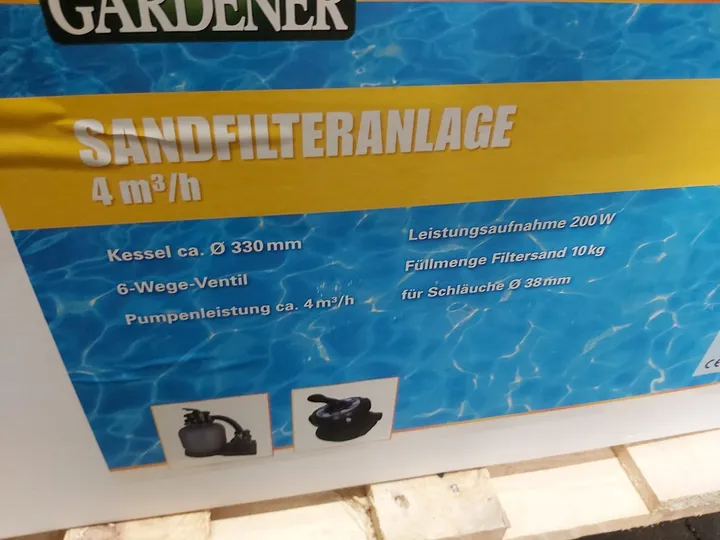 GARDENER
SANDFILTERANLAGE
4 m³/h
Kessel ca. Ø 330 mm
6-Wege-Ventil
Pumpenleistung ca. 4 m³/h
Leistungsaufnahme 200 W
Füllmenge Filtersand 10 kg
für Schläuche Ø 38 mm
CE